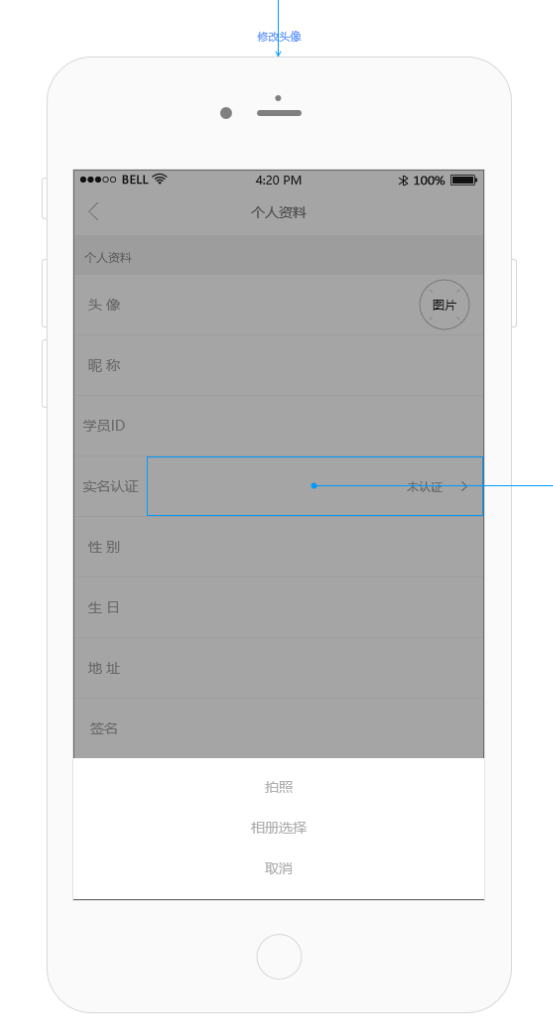 修改头像
BELL 4:20 PM 100%
个人资料
个人资料
头 像 图片
昵 称
学员ID
实名认证 未认证
性 别
生 日
地 址
签名
拍照
相册选择
取消